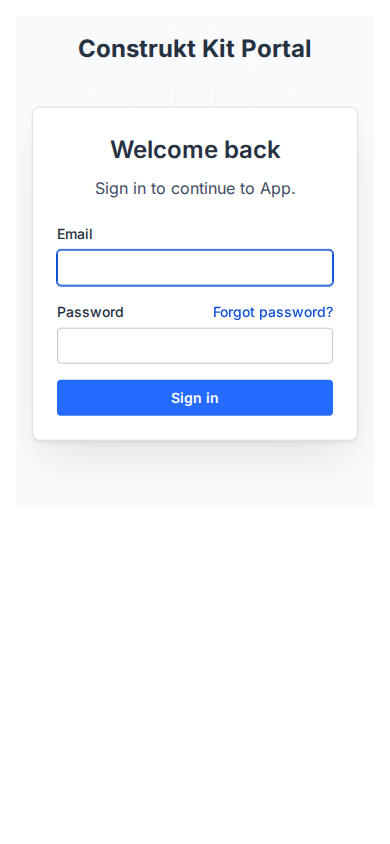 Construkt Kit Portal
Welcome back
Sign in to continue to App.
Email
Password Forgot password?
Sign in